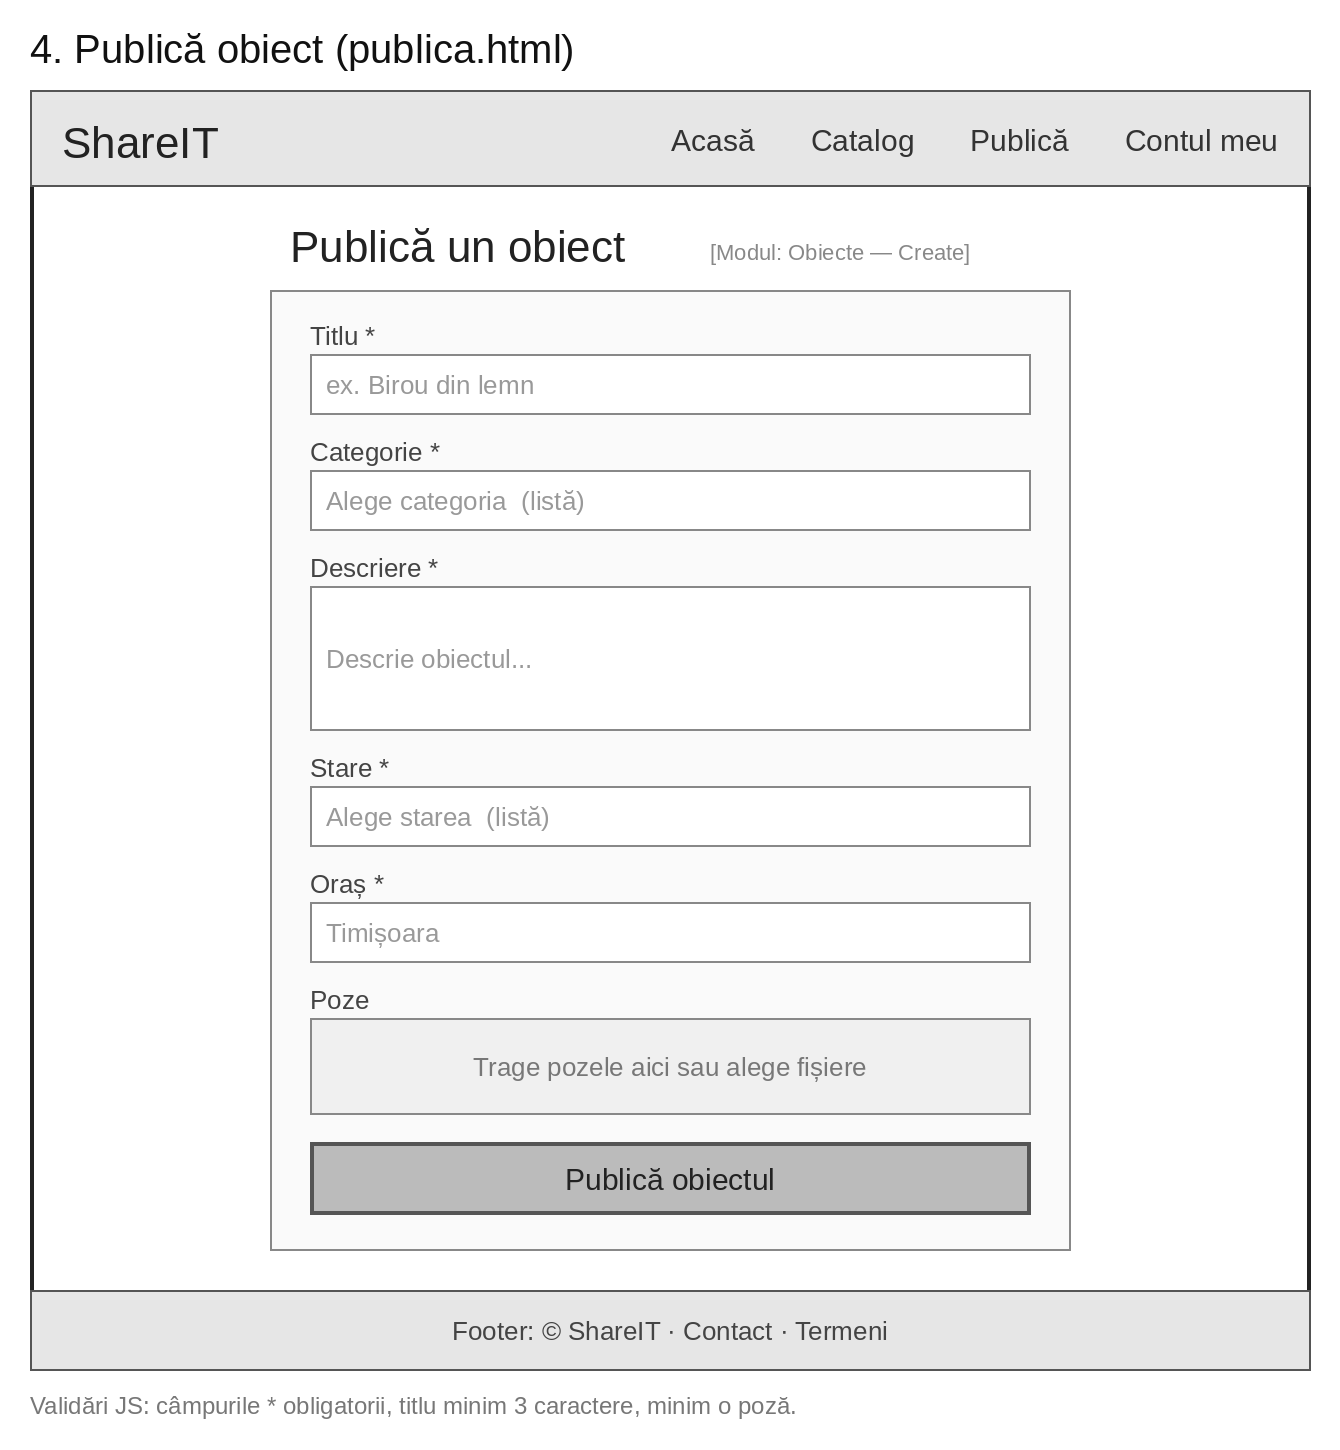 4. Publică obiect (publica.html)
ShareIT
Acasă Catalog Publică Contul meu
Publică un obiect [Modul: Obiecte — Create]
Titlu *
ex. Birou din lemn
Categorie *
Alege categoria (listă)
Descriere *
Descrie obiectul...
Stare *
Alege starea (listă)
Oraș *
Timișoara
Poze
Trage pozele aici sau alege fișiere
Publică obiectul
Footer: © ShareIT · Contact · Termeni
Validări JS: câmpurile * obligatorii, titlu minim 3 caractere, minim o poză.